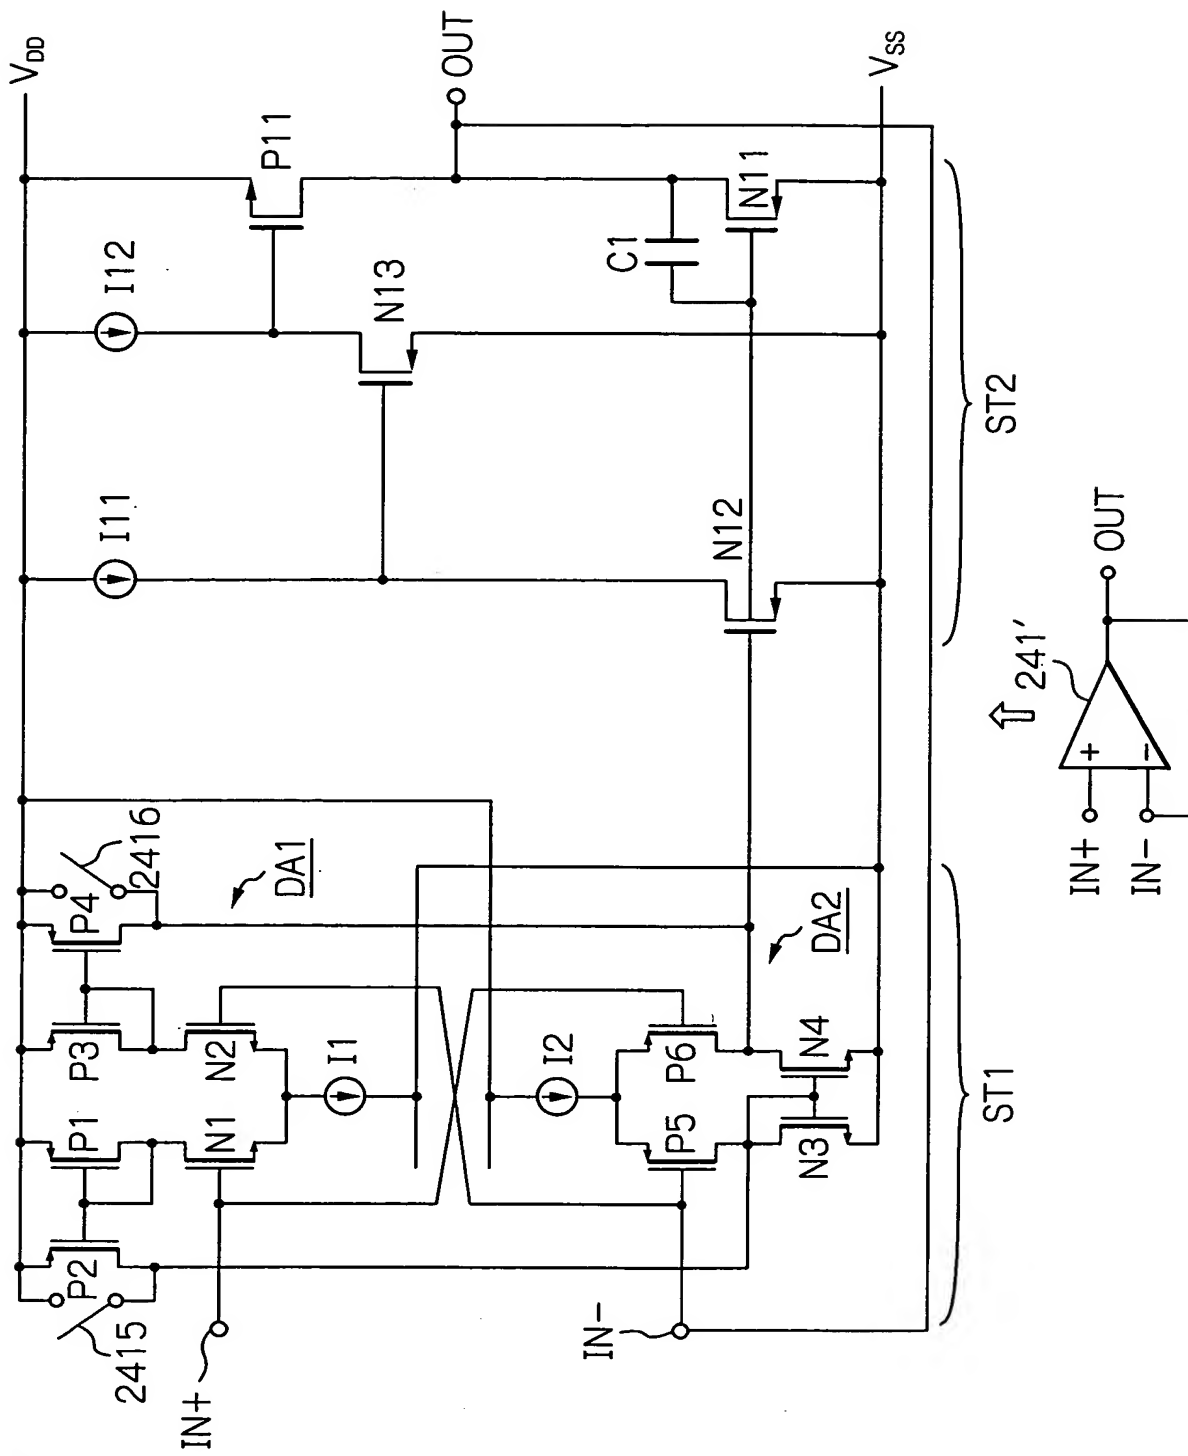 VDD
I11
I12
P11
OUT
2415
P2
P1
P3
P4
2416
DA1
N13
C1
N11
IN+
N1
N2
I1
I2
N12
IN-
P5
P6
DA2
N3
N4
VSS
ST1
ST2
241′
IN+
+
IN-
-
OUT